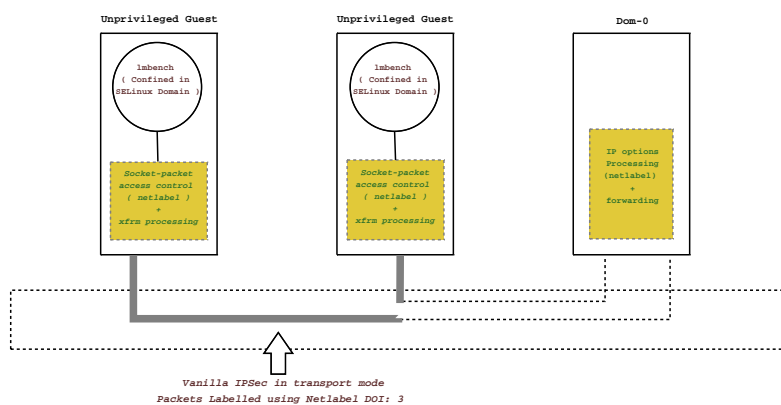 Unprivileged Guest
lmbench
( Confined in
SELinux Domain )
Socket-packet
access control
( netlabel )
+
xfrm processing
Unprivileged Guest
lmbench
( Confined in
SELinux Domain )
Socket-packet
access control
( netlabel )
+
xfrm processing
Dom-0
IP options
Processing
(netlabel)
+
forwarding
Vanilla IPSec in transport mode
Packets Labelled using Netlabel DOI: 3